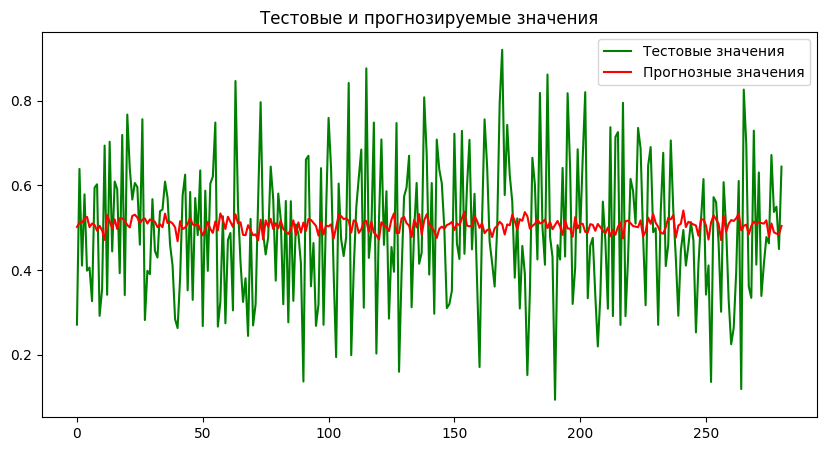 Тестовые и прогнозируемые значения
Тестовые значения
Прогнозные значения
0.8
0.6
0.4
0.2
0 50 100 150 200 250